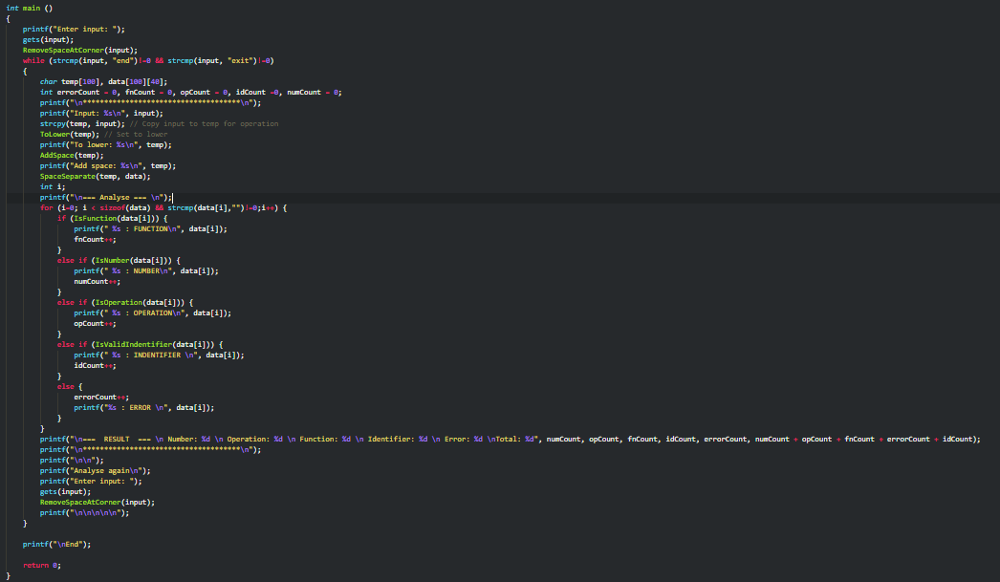 int main ()
{
    printf("Enter input: ");
    gets(input);
    RemoveSpaceAtCorner(input);
    while (strcmp(input, "end")!=0 && strcmp(input, "exit")!=0)
    {
        char temp[100], data[100][40];
        int errorCount = 0, fnCount = 0, opCount = 0, idCount =0, numCount = 0;
        printf("\n*************************************\n");
        printf("Input: %s\n", input);
        strcpy(temp, input); // Copy input to temp for operation
        ToLower(temp); // Set to lower
        printf("To lower: %s\n", temp);
        AddSpace(temp);
        printf("Add space: %s\n", temp);
        SpaceSeparate(temp, data);
        int i;
        printf("\n=== Analyse === \n");
        for (i=0; i < sizeof(data) && strcmp(data[i],"")!=0;i++) {
            if (IsFunction(data[i])) {
                printf(" %s : FUNCTION\n", data[i]);
                fnCount++;
            }
            else if (IsNumber(data[i])) {
                printf(" %s : NUMBER\n", data[i]);
                numCount++;
            }
            else if (IsOperation(data[i])) {
                printf(" %s : OPERATION\n", data[i]);
                opCount++;
            }
            else if (IsValidIndentifier(data[i])) {
                printf(" %s : INDENTIFIER \n", data[i]);
                idCount++;
            }
            else {
                errorCount++;
                printf("%s : ERROR \n", data[i]);
            }
        }
        printf("\n===  RESULT  === \n Number: %d \n Operation: %d \n Function: %d \n Identifier: %d \n Error: %d \nTotal: %d", numCount, opCount, fnCount, idCount, errorCount, numCount + opCount + fnCount + errorCount + idCount);
        printf("\n*************************************\n");
        printf("\n\n");
        printf("Analyse again\n");
        printf("Enter input: ");
        gets(input);
        RemoveSpaceAtCorner(input);
        printf("\n\n\n\n\n");
    }

    printf("\nEnd");

    return 0;
}